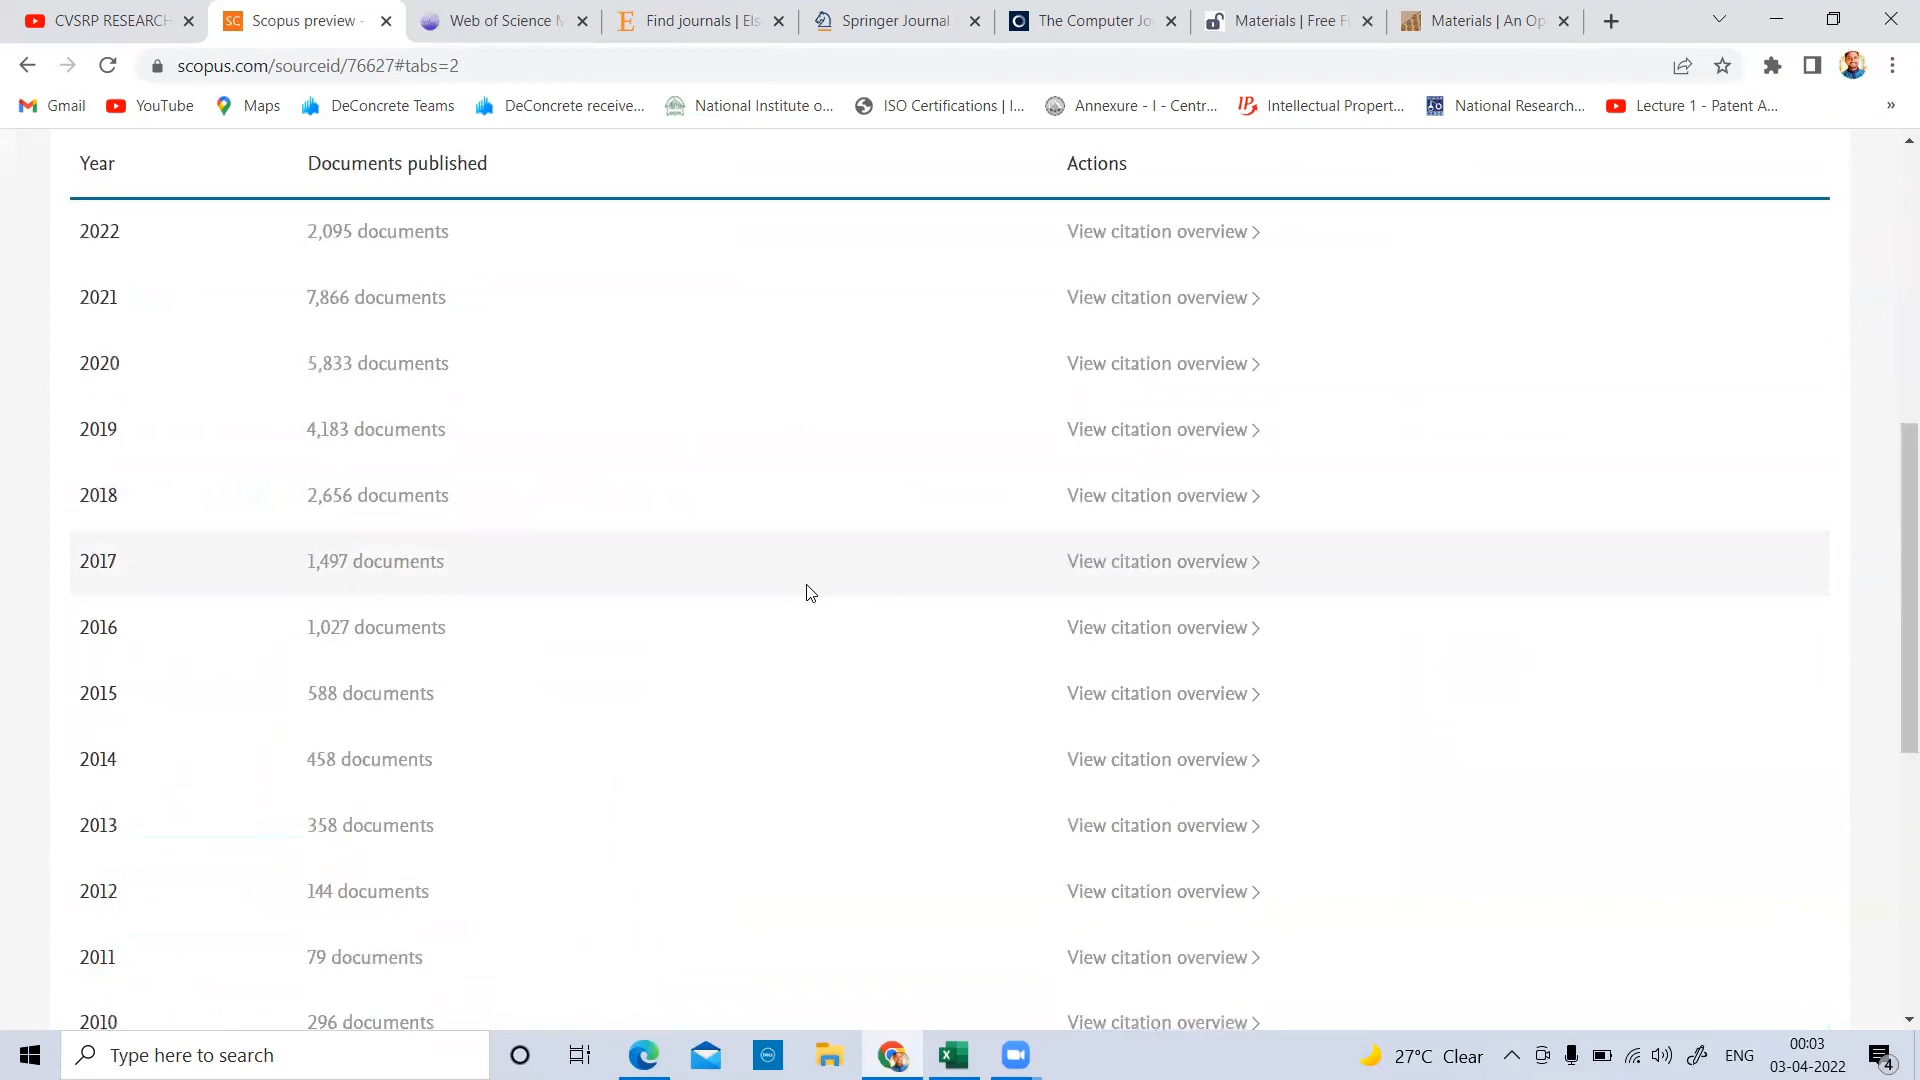 CVSRP RESEARCH
Scopus preview -
Web of Science M
Find journals | Els
Springer Journal
The Computer Jo
Materials | Free F
Materials | An Op
scopus.com/sourceid/76627#tabs=2
Gmail
YouTube
Maps
DeConcrete Teams
DeConcrete receive...
National Institute o...
ISO Certifications | I...
Annexure - I - Centr...
Intellectual Propert...
National Research...
Lecture 1 - Patent A...
»
Year Documents published Actions
2022 2,095 documents View citation overview >
2021 7,866 documents View citation overview >
2020 5,833 documents View citation overview >
2019 4,183 documents View citation overview >
2018 2,656 documents View citation overview >
2017 1,497 documents View citation overview >
2016 1,027 documents View citation overview >
2015 588 documents View citation overview >
2014 458 documents View citation overview >
2013 358 documents View citation overview >
2012 144 documents View citation overview >
2011 79 documents View citation overview >
2010 296 documents View citation overview >
Type here to search
27°C Clear
ENG
00:03
03-04-2022
4